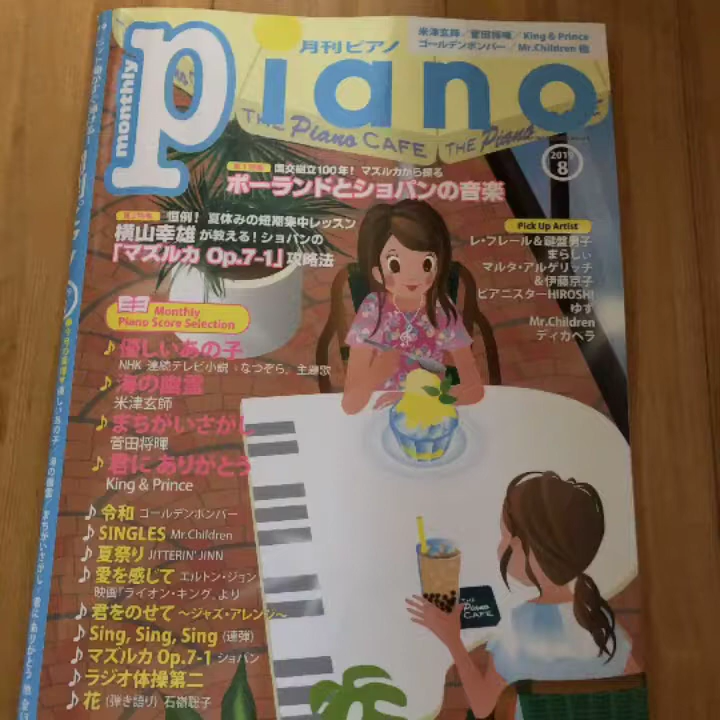 monthly
piano
月刊ピアノ
米津玄師/菅田将暉/King & Prince
ゴールデンボンバー/Mr.Children 他
THE Piano CAFE THE Piano
2019
8
国交樹立100年! マズルカから探る
ポーランドとショパンの音楽
恒例! 夏休みの短期集中レッスン
横山幸雄が教える!ショパンの
「マズルカ Op.7-1」攻略法
Pick Up Artist
レ・フレール&鍵盤男子
まらしぃ
マルタ・アルゲリッチ
&伊藤京子
ピアニスターHIROSHI
ゆず
Mr.Children
ディカペラ
Monthly
Piano Score Selection
優しいあの子
NHK 連続テレビ小説『なつぞら』主題歌
海の幽霊
米津玄師
まちがいさがし
菅田将暉
君に ありがとう
King & Prince
令和 ゴールデンボンバー
SINGLES Mr.Children
夏祭り JITTERIN'JINN
愛を感じて エルトン・ジョン
映画『ライオン・キング』より
君をのせて 〜ジャズ・アレンジ〜
Sing, Sing, Sing (連弾)
マズルカ Op.7-1 ショパン
ラジオ体操第二
花 (弾き語り) 石嶺聡子
THE
Piano
CAFE